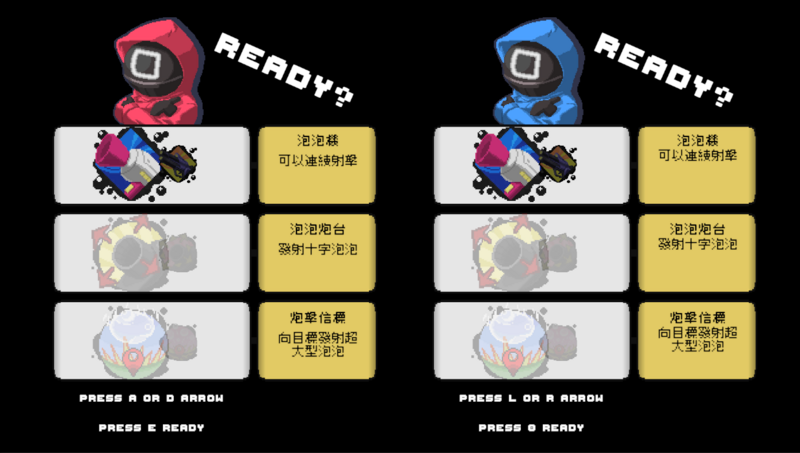 READY?
泡泡機
可以連續射擊
泡泡炮台
發射十字泡泡
炮擊信標
向目標發射超
大型泡泡
PRESS A OR D ARROW
PRESS E READY
READY?
泡泡機
可以連續射擊
泡泡炮台
發射十字泡泡
炮擊信標
向目標發射超
大型泡泡
PRESS L OR R ARROW
PRESS O READY